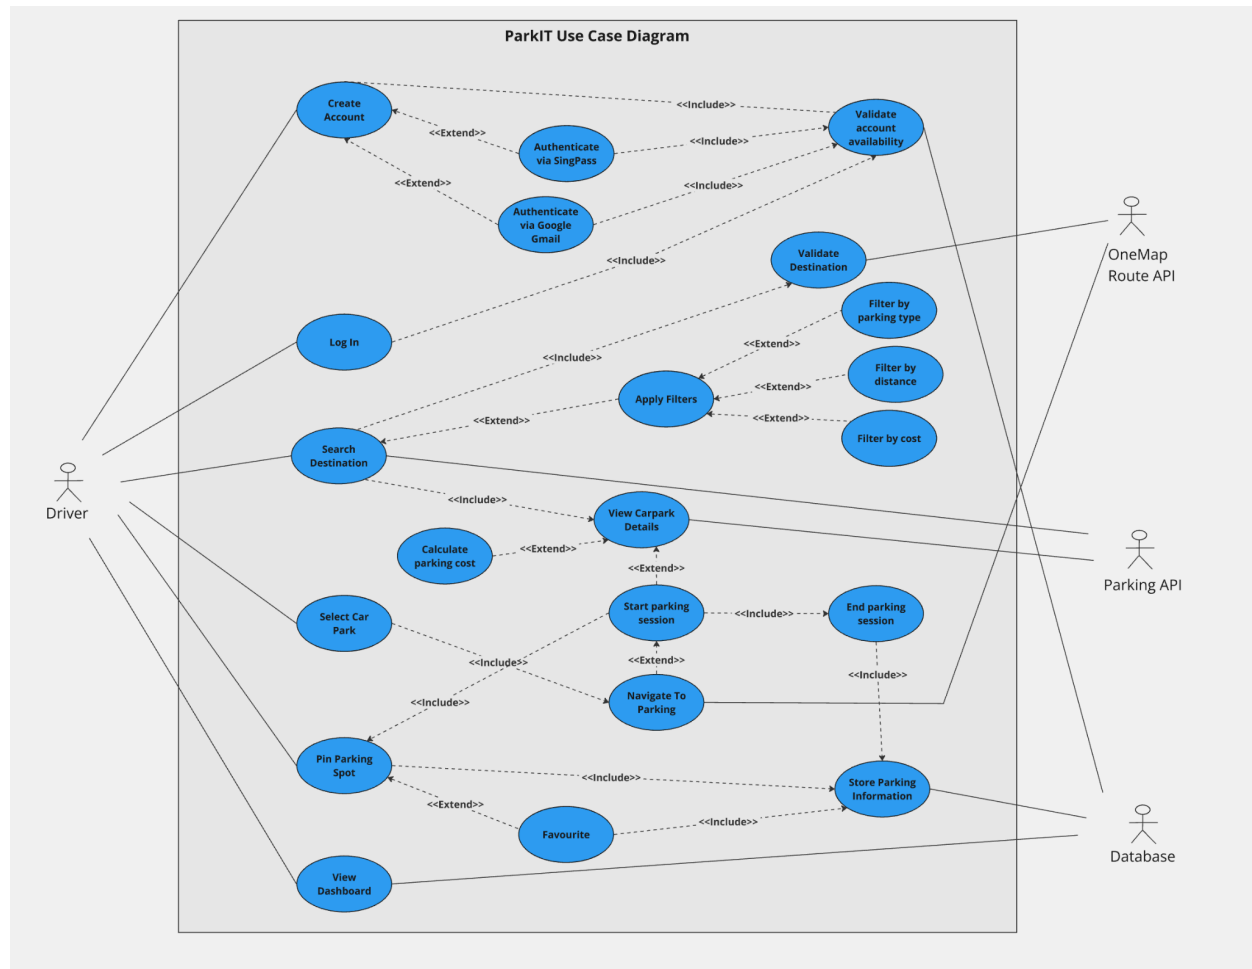 ParkIT Use Case Diagram
Create
Account
<<Include>>
Validate
account
availability
<<Extend>>
Authenticate
via SingPass
<<Include>>
<<Extend>>
<<Include>>
Authenticate
via Google
Gmail
<<Include>>
Validate
Destination
OneMap
Route API
Filter by
parking type
Log In
<<Extend>>
<<Include>>
Filter by
distance
<<Extend>>
Apply Filters
<<Extend>>
<<Extend>>
Filter by cost
Search
Destination
Driver
<<Include>>
View Carpark
Details
Calculate
parking cost
<<Extend>>
<<Extend>>
Parking API
Select Car
Park
Start parking
session
<<Include>>
End parking
session
<<Include>>
<<Extend>>
<<Include>>
Navigate To
Parking
<<Include>>
Pin Parking
Spot
<<Include>>
Store Parking
Information
<<Extend>>
Favourite
<<Include>>
Database
View
Dashboard